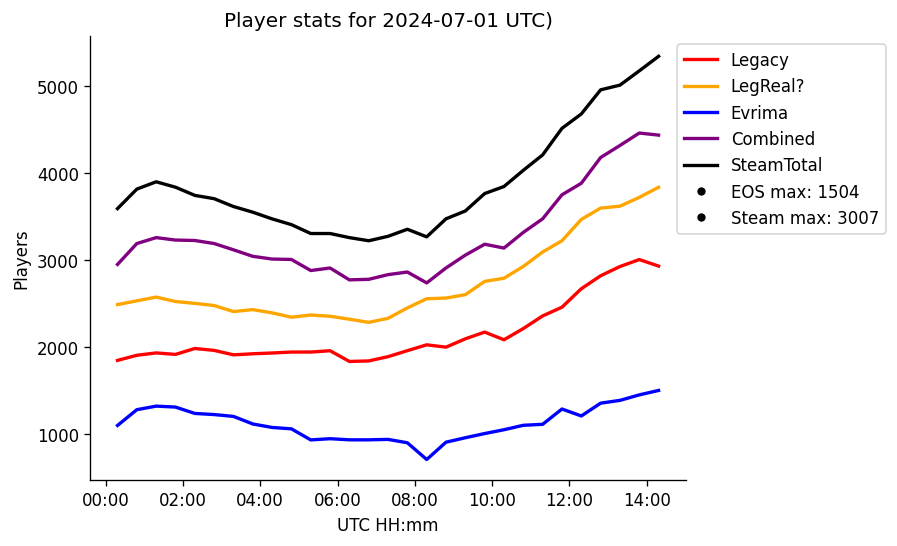 Player stats for 2024-07-01 UTC)
Legacy
LegReal?
Evrima
Combined
SteamTotal
EOS max: 1504
Steam max: 3007
Players
5000
4000
3000
2000
1000
00:00 02:00 04:00 06:00 08:00 10:00 12:00 14:00
UTC HH:mm